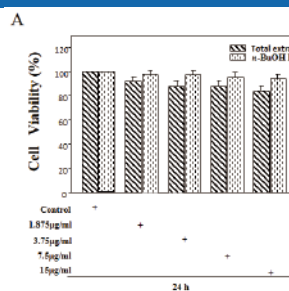 A
Cell Viability (%)
120
100
80
60
40
20
0
Total extr
n-BuOH
Control +
1.875µg/ml +
3.75µg/ml +
7.5µg/ml +
15µg/ml +
24 h